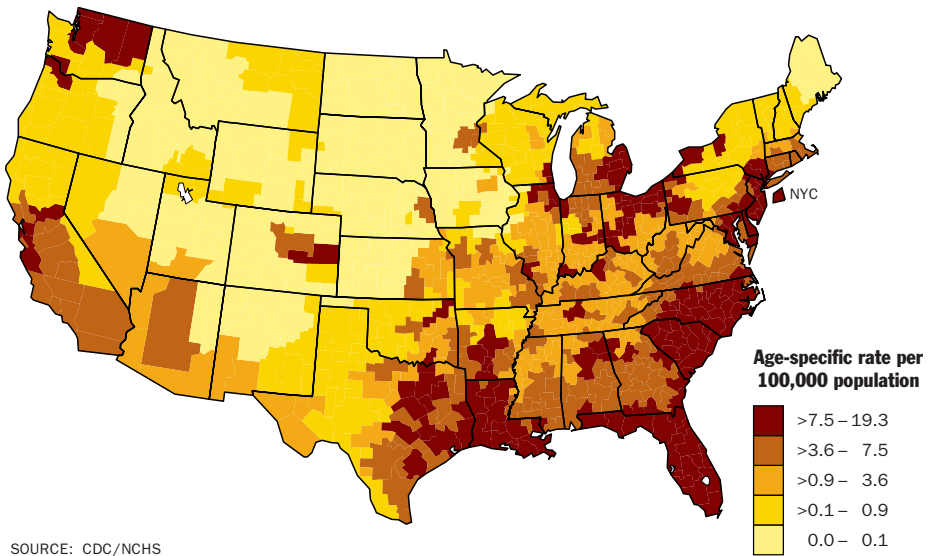 NYC
Age-specific rate per
100,000 population
>7.5 – 19.3
>3.6 – 7.5
>0.9 – 3.6
>0.1 – 0.9
0.0 – 0.1
SOURCE: CDC/NCHS